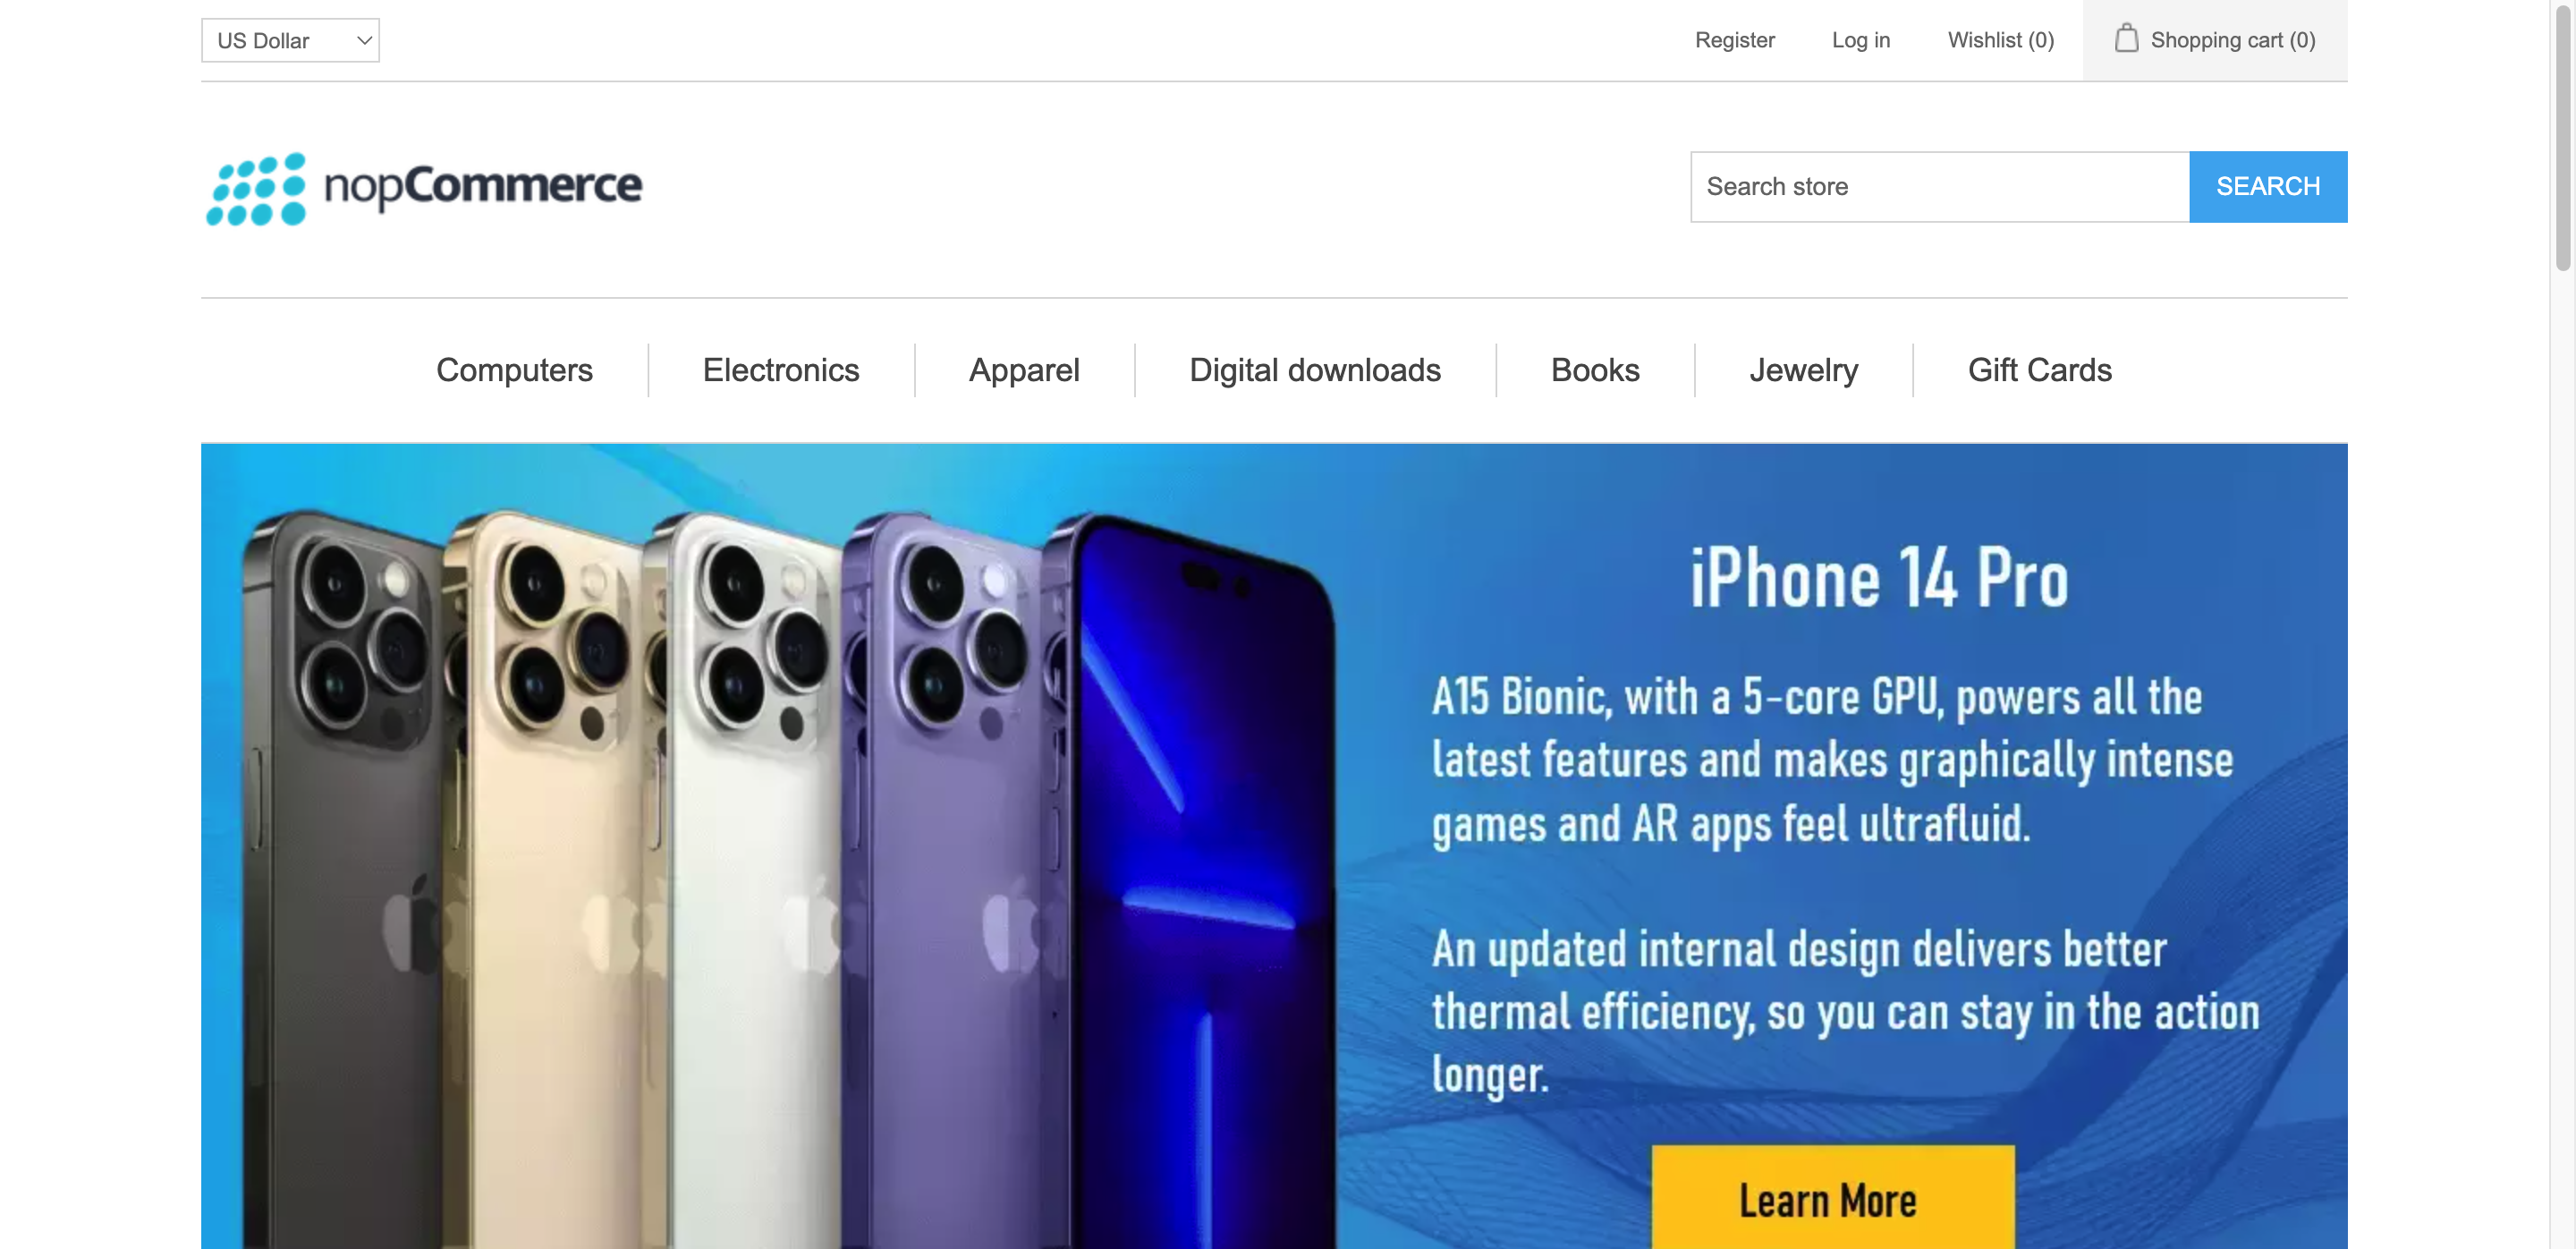 US Dollar
Register
Log in
Wishlist (0)
Shopping cart (0)
nopCommerce
Search store
SEARCH
Computers
Electronics
Apparel
Digital downloads
Books
Jewelry
Gift Cards
iPhone 14 Pro
A15 Bionic, with a 5-core GPU, powers all the
latest features and makes graphically intense
games and AR apps feel ultrafluid.
An updated internal design delivers better
thermal efficiency, so you can stay in the action
longer.
Learn More